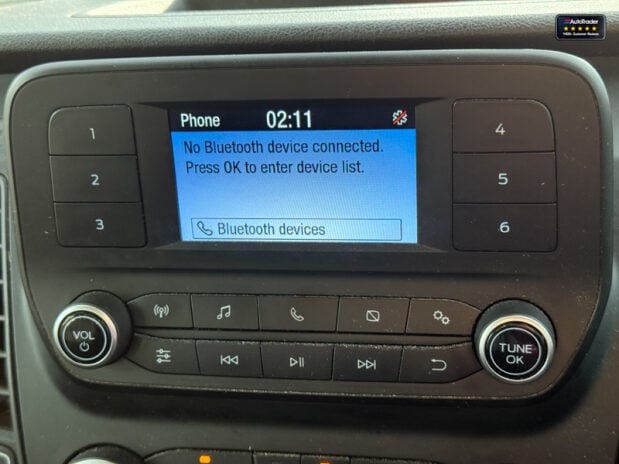 AutoTrader
Phone 02:11
No Bluetooth device connected.
Press OK to enter device list.
Bluetooth devices
1
2
3
4
5
6
VOL
TUNE
OK